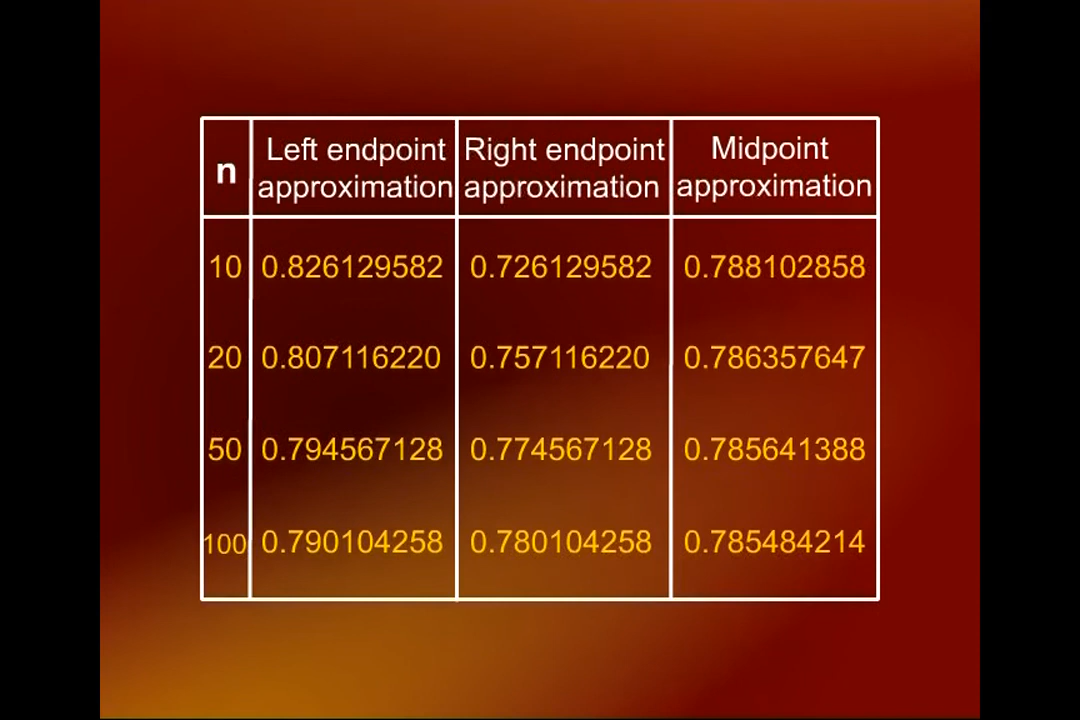 n Left endpoint approximation Right endpoint approximation Midpoint approximation
10 0.826129582 0.726129582 0.788102858
20 0.807116220 0.757116220 0.786357647
50 0.794567128 0.774567128 0.785641388
100 0.790104258 0.780104258 0.785484214